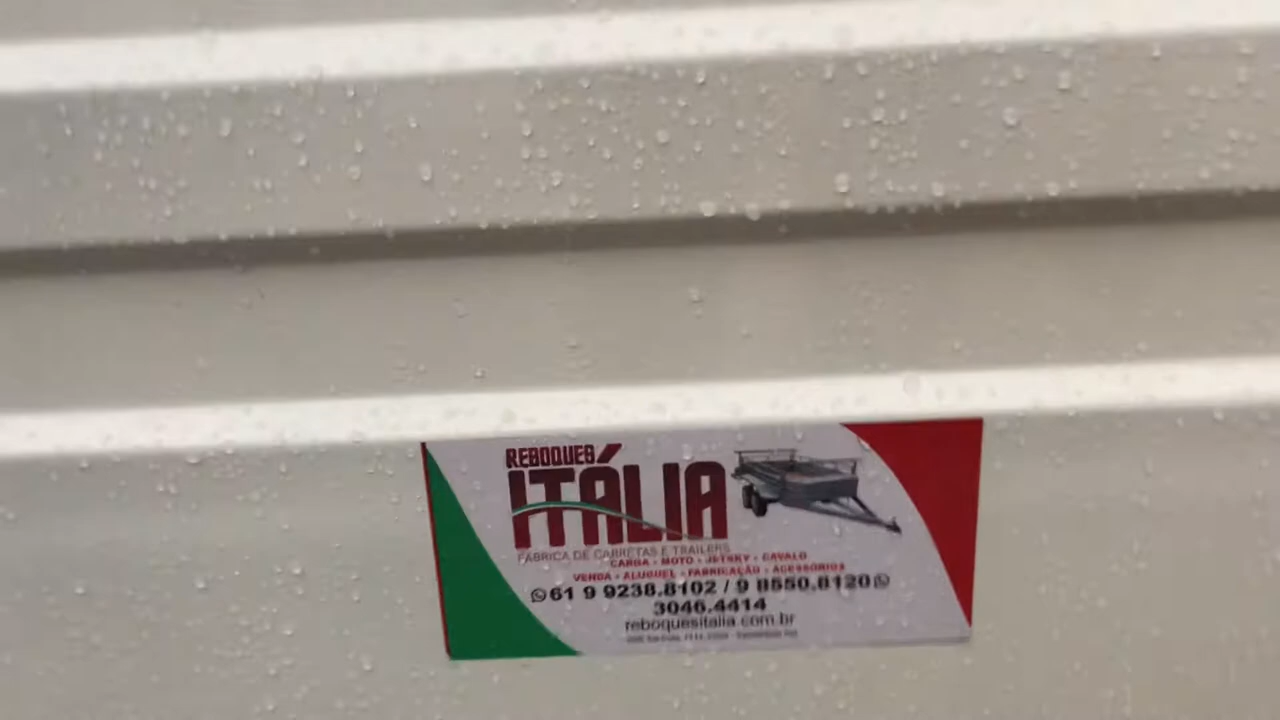 REBOQUES
ITÁLIA
FÁBRICA DE CARRETAS E TRAILERS
CARGA - MOTO - JETSKY - CAVALO
VENDA - ALUGUEL - FABRICAÇÃO - ACESSÓRIOS
61 9 9238.8102 / 9 8550.8120
3046.4414
reboquesitalia.com.br